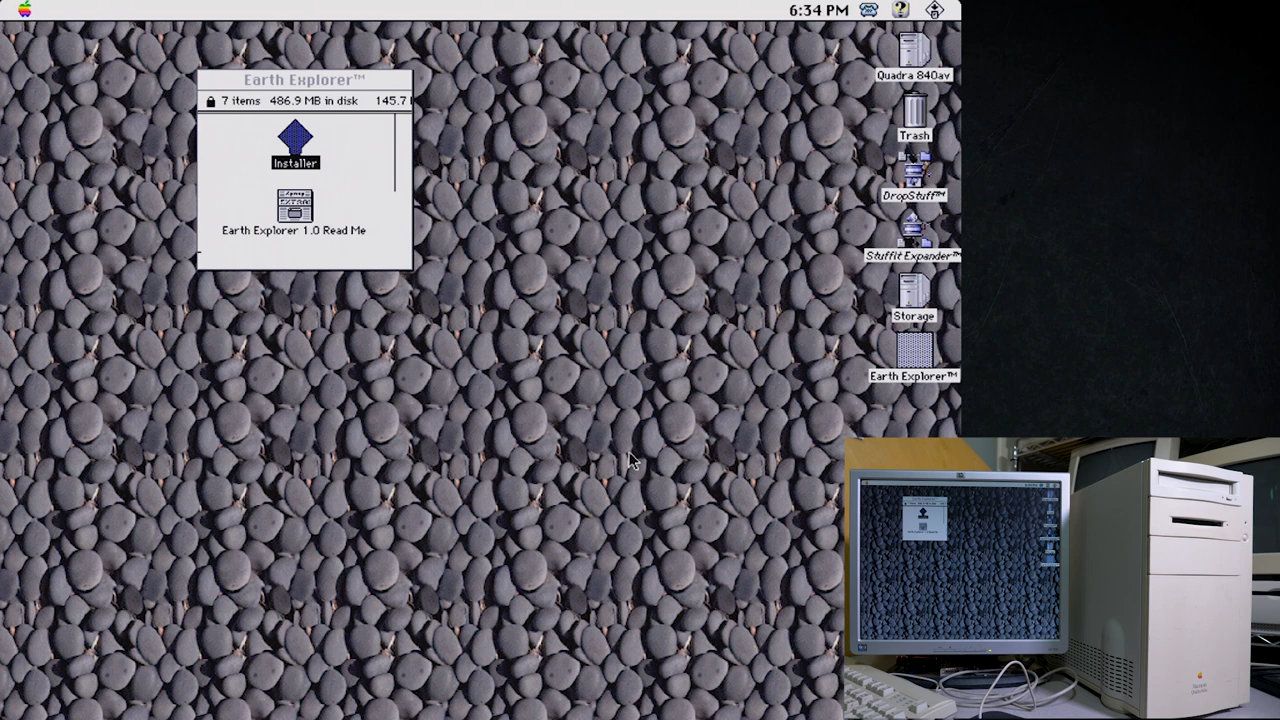 6:34 PM
Earth Explorer™
7 items 486.9 MB in disk 145.7
Installer
Earth Explorer 1.0 Read Me
Quadra 840av
Trash
DropStuff™
StuffIt Expander™
Storage
Earth Explorer™